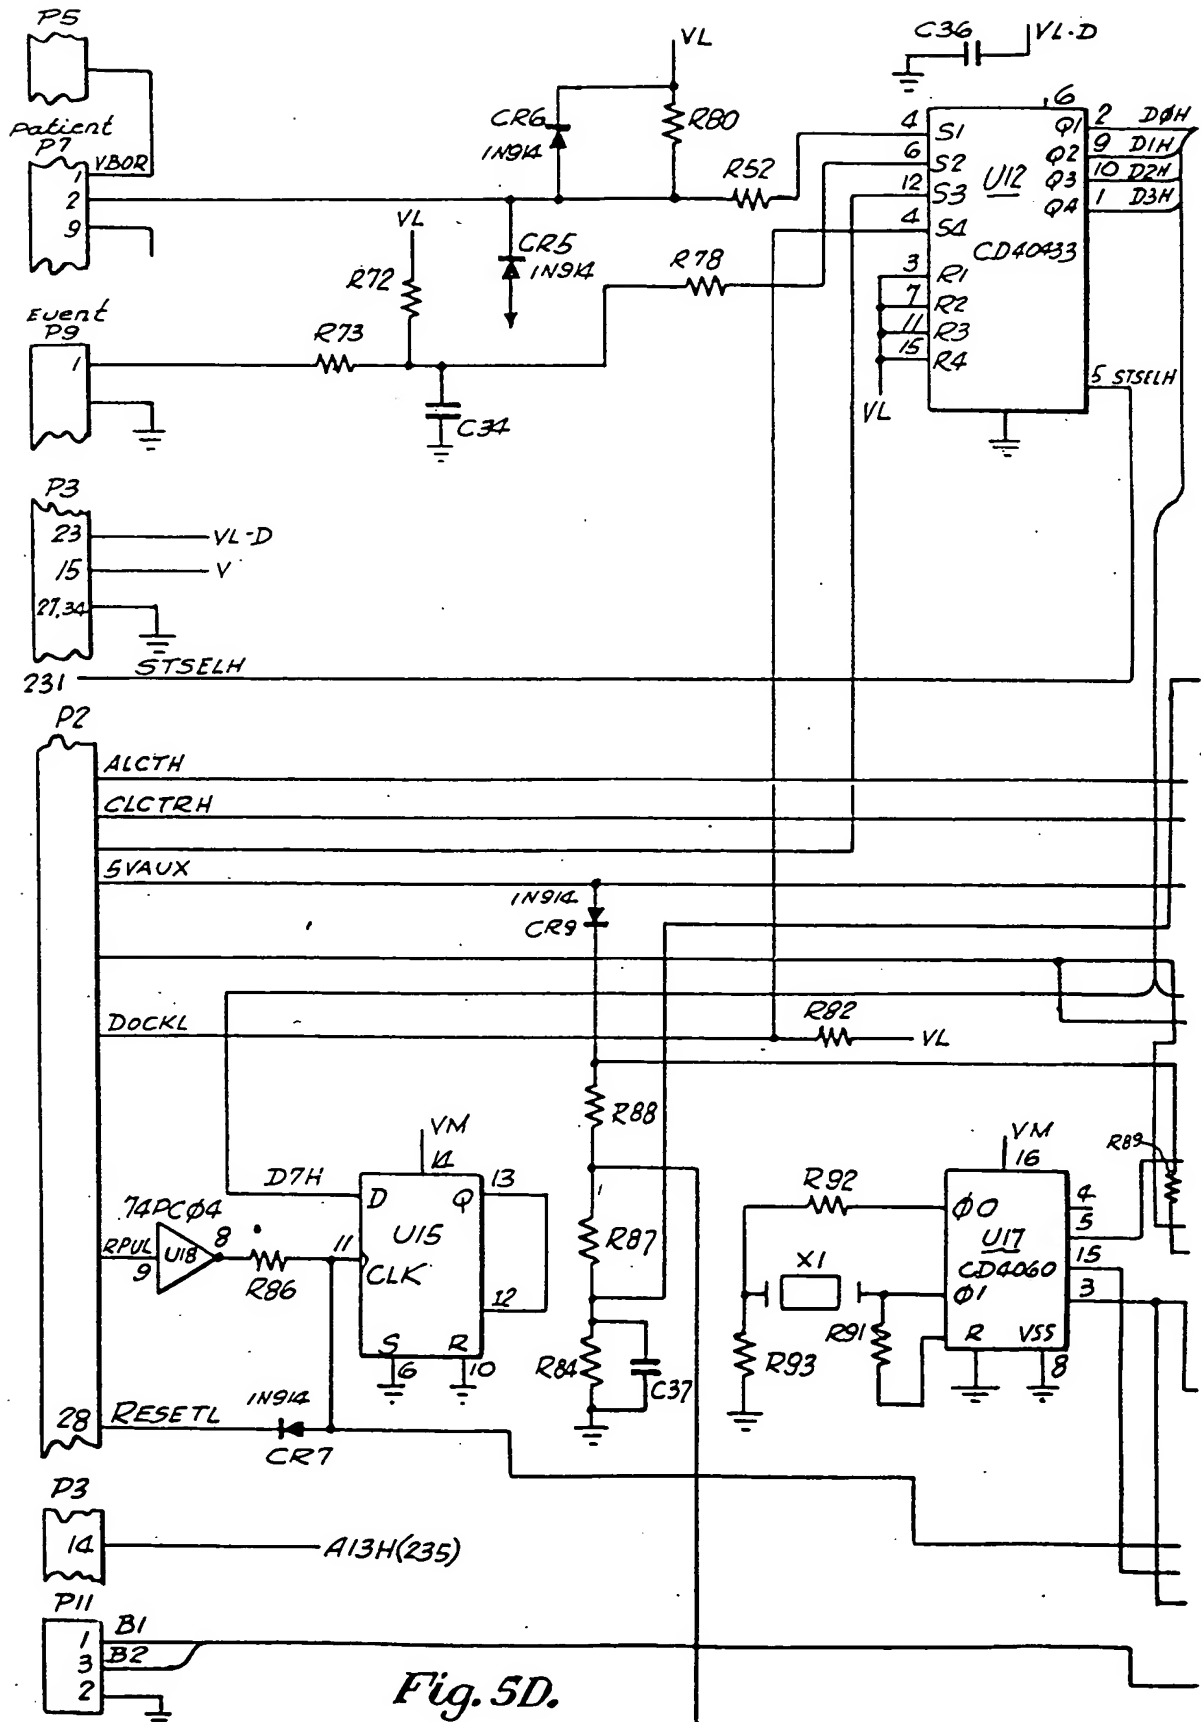 P5
C36
VL-D
VL
Patient
P7
1 VBOR
2
9
CR6
1N914
R80
R52
VL
CR5
1N914
R72
R78
R73
Event
P9
1
C34
6
4 S1
6 S2
12 S3
4 S4
3 R1
7 R2
11 R3
15 R4
VL
U12
CD40433
Q1 2 DØH
Q2 9 D1H
Q3 10 D2H
Q4 1 D3H
5 STSELH
P3
23 VL-D
15 V
27,34
231 STSELH
P2
ALCTH
CLCTRH
5VAUX
1N914
CR9
DOCKL
R82
VL
R88
R87
R84
C37
VM
14
D7H
D Q 13
U15
11 CLK
12
S R
6 10
74PCØ4
RPUL 9 U18 8
R86
28 RESETL
1N914
CR7
VM
16
R89
R92
X1
R91
R93
ϕO
U17
CD4060
ϕ1
R VSS
8
4
5
15
3
P3
14 A13H(235)
P11
1 B1
3 B2
2
Fig. 5D.